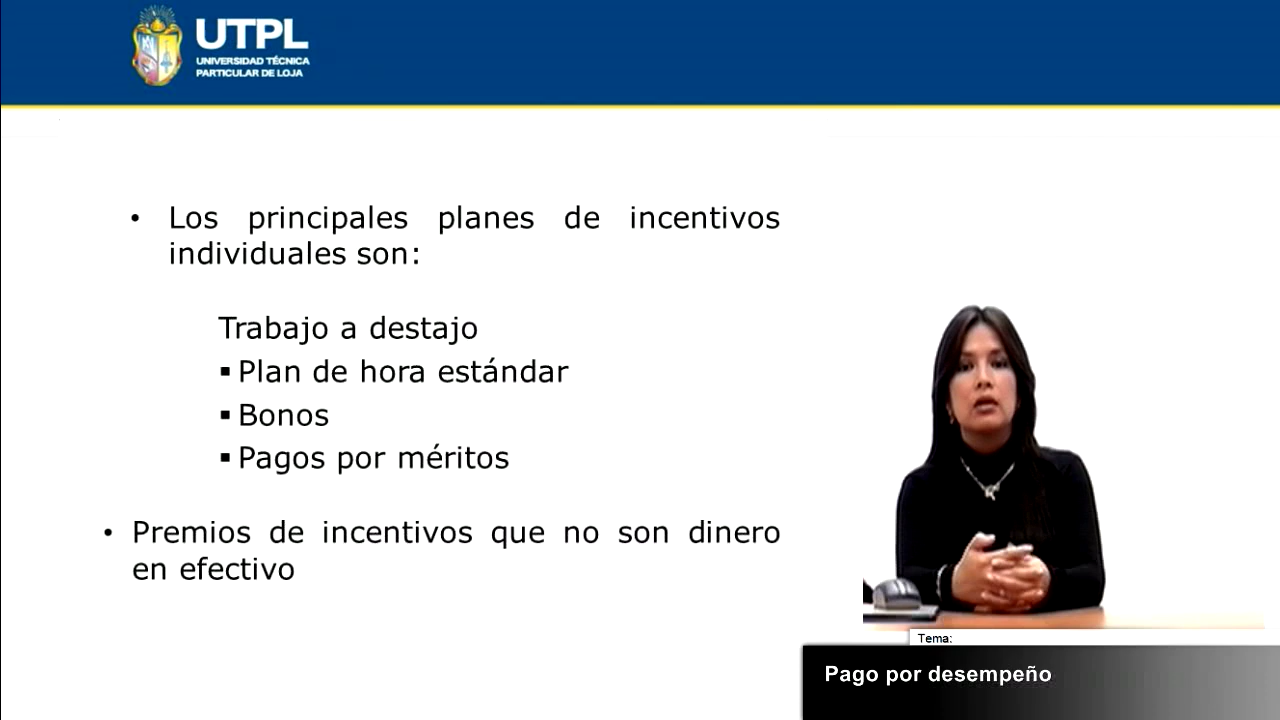 UTPL
UNIVERSIDAD TÉCNICA
PARTICULAR DE LOJA
• Los principales planes de incentivos
individuales son:
Trabajo a destajo
▪ Plan de hora estándar
▪ Bonos
▪ Pagos por méritos
• Premios de incentivos que no son dinero
en efectivo
Tema:
Pago por desempeño